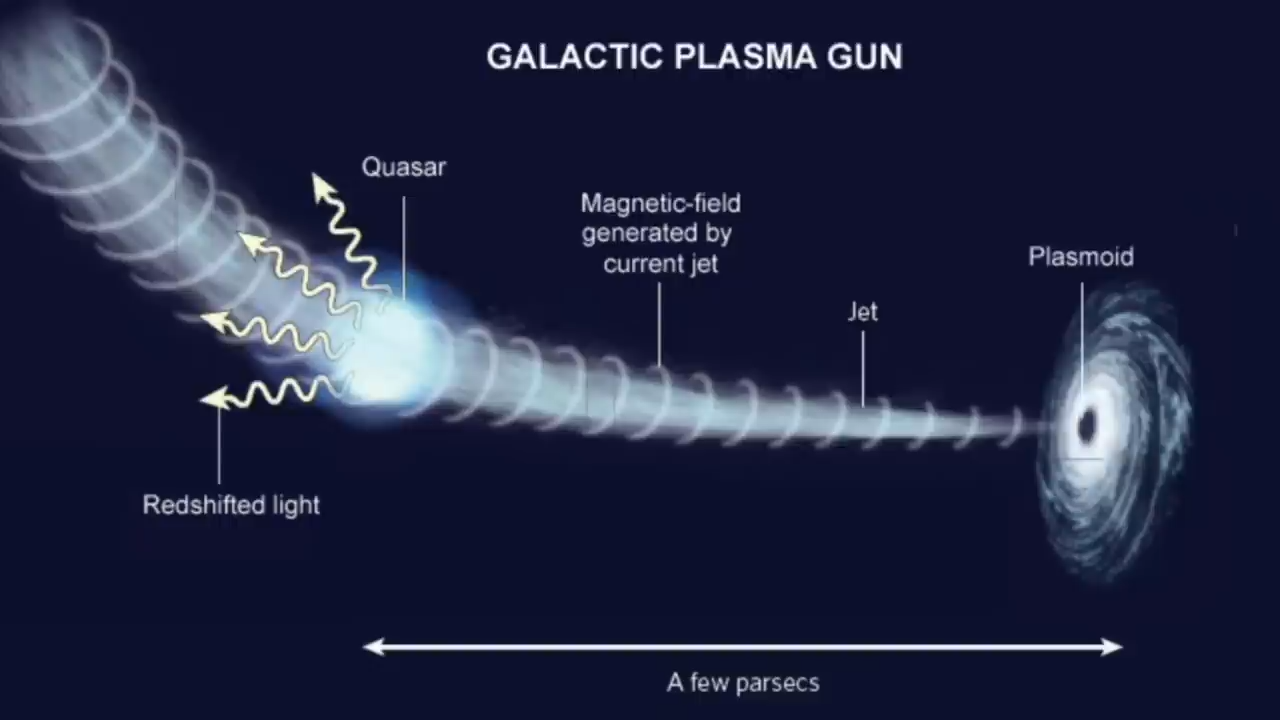 GALACTIC PLASMA GUN
Quasar
Magnetic-field
generated by
current jet
Plasmoid
Jet
Redshifted light
A few parsecs